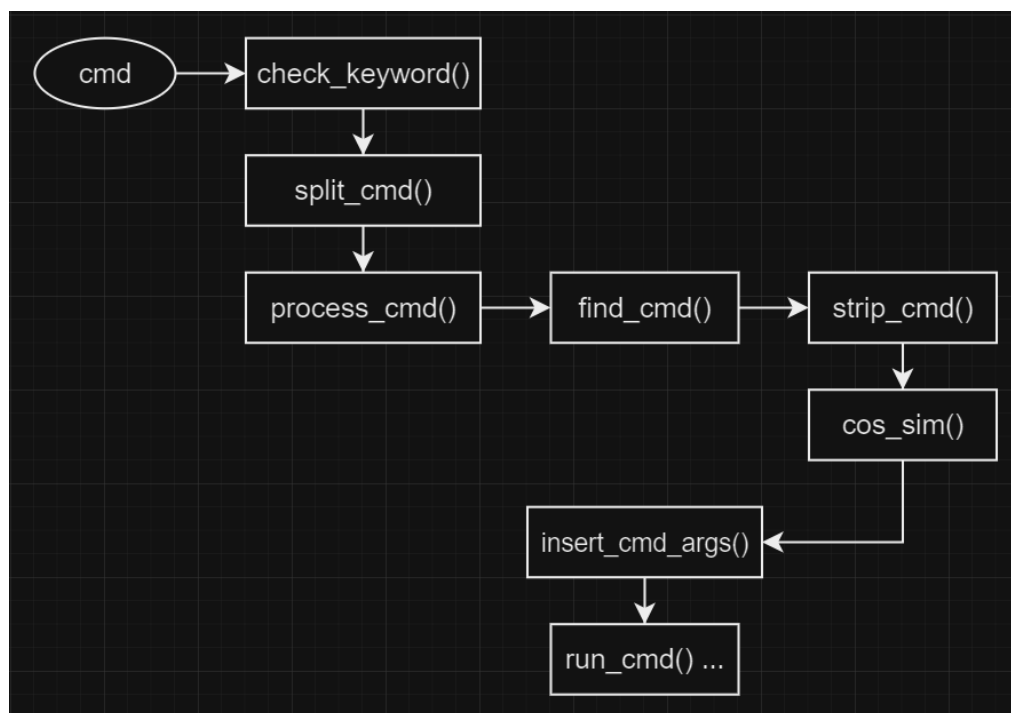 cmd
check_keyword()
split_cmd()
process_cmd()
find_cmd()
strip_cmd()
cos_sim()
insert_cmd_args()
run_cmd() ...